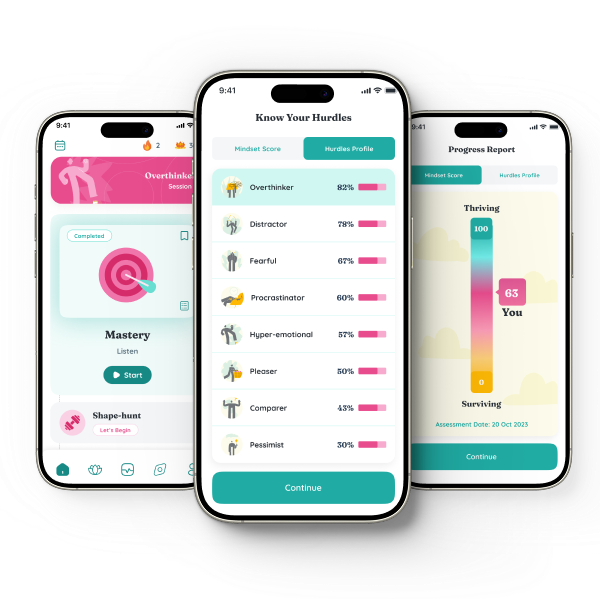 9:41
2
3
Overthinke
Session
Completed
Mastery
Listen
Start
Shape-hunt
Let's Begin
9:41
Know Your Hurdles
Mindset Score
Hurdles Profile
Overthinker 82%
Distractor 78%
Fearful 67%
Procrastinator 60%
Hyper-emotional 57%
Pleaser 50%
Comparer 43%
Pessimist 30%
Continue
9:41
Progress Report
Mindset Score
Hurdles Profile
Thriving
100
63
You
0
Surviving
Assessment Date: 20 Oct 2023
Continue